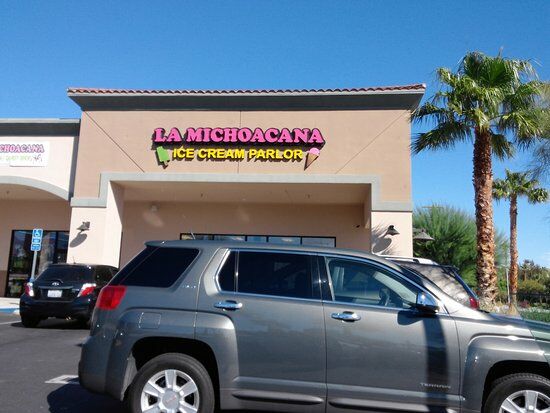 LA MICHOACANA
ICE CREAM PARLOR
CHOACANA
TERRAIN